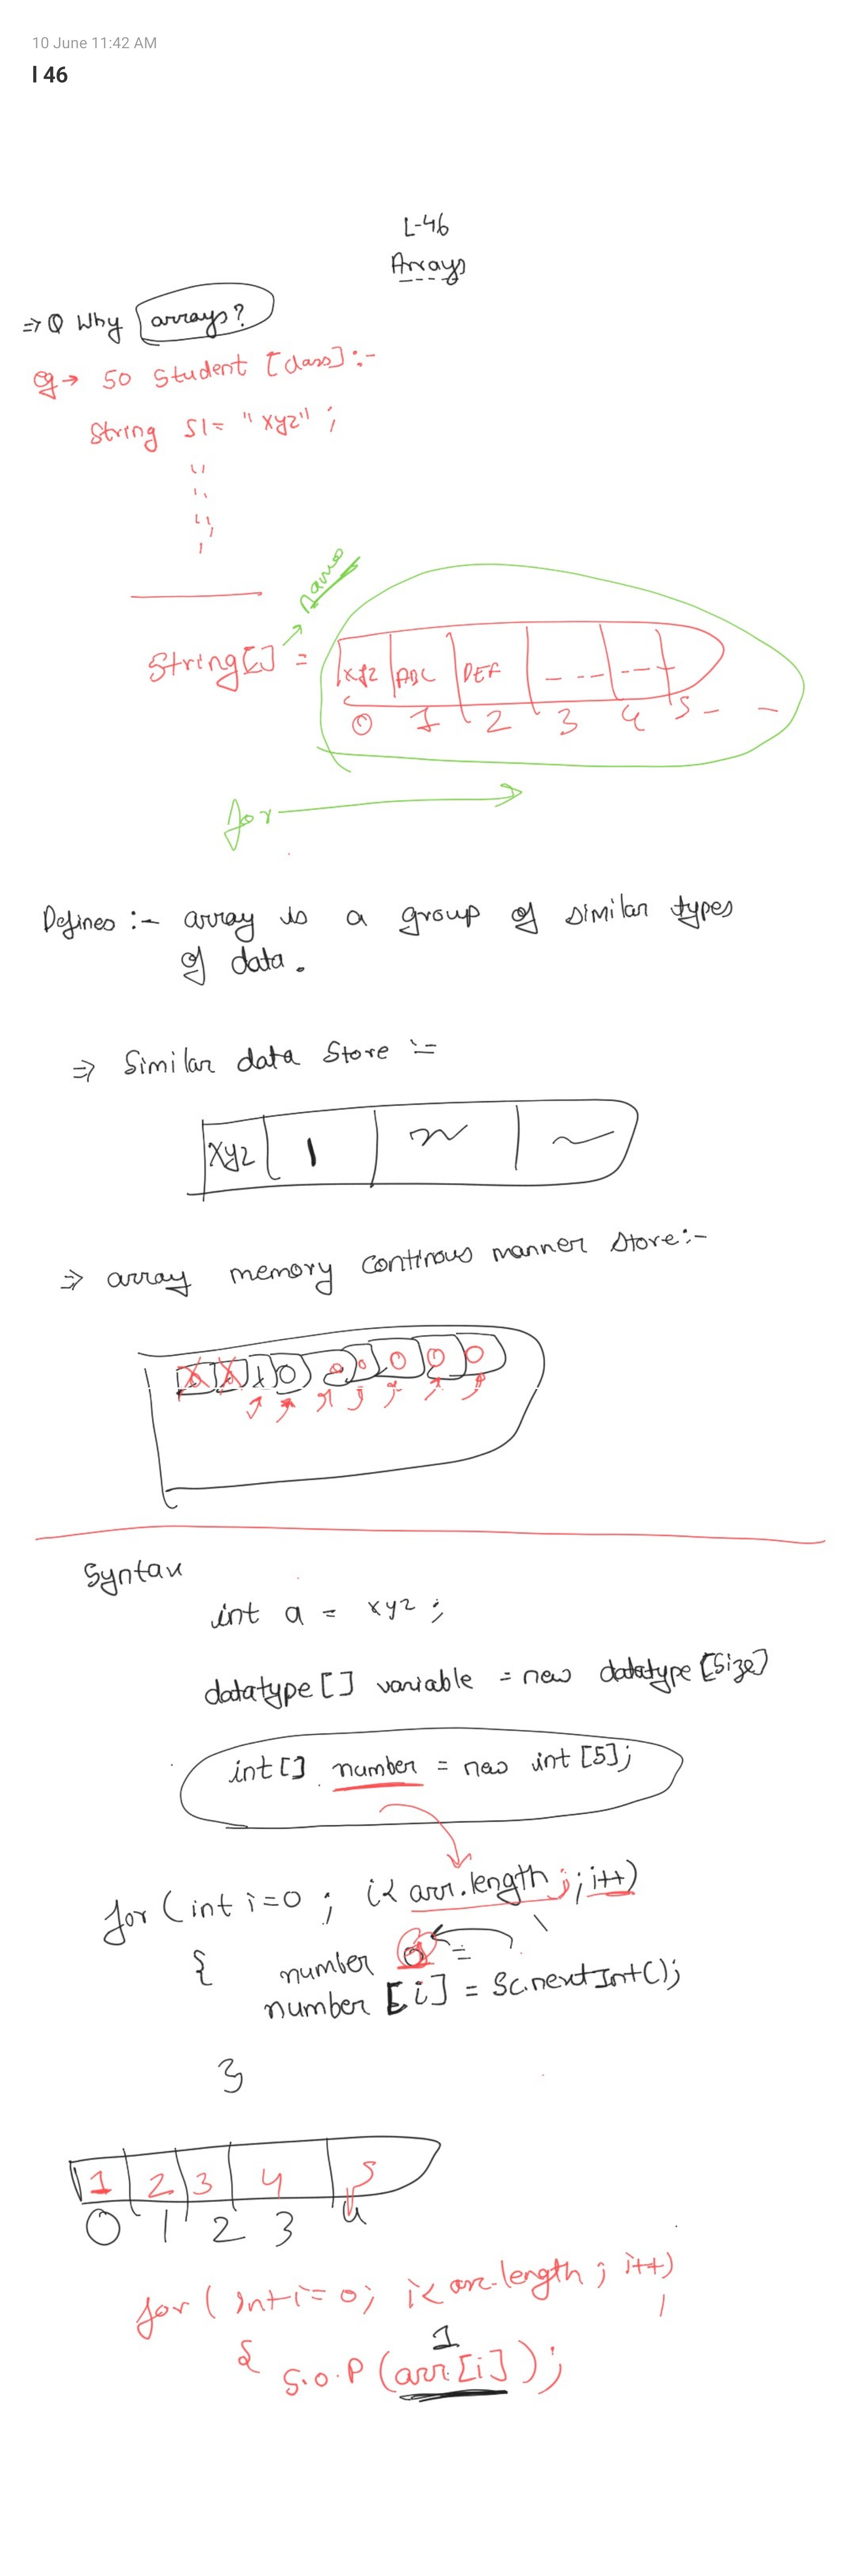 10 June 11:42 AM
l 46
L-46
Arrays
⇒ Q Why arrays?
eg → 50 Student [class]:-
String S1= "xyz" ;
names
String[] = xyz ABC DEF
0 1 2 3 4 5
for
Defines :- array is a group of similar types
of data.
⇒ Similar data Store :-
xyz 1
⇒ array memory continous manner store:-
Syntax
int a = xyz ;
datatype [] variable = new datatype [size]
int [] number = new int [5];
for (int i=0 ; i< arr.length ; ; i++)
{ number 0 =
number [i] = Sc.nextInt();
}
1 2 3 4 5
0 1 2 3 4
for ( int i= 0; i< arr.length ; i++)
1
{ S.o.P (arr[i]);